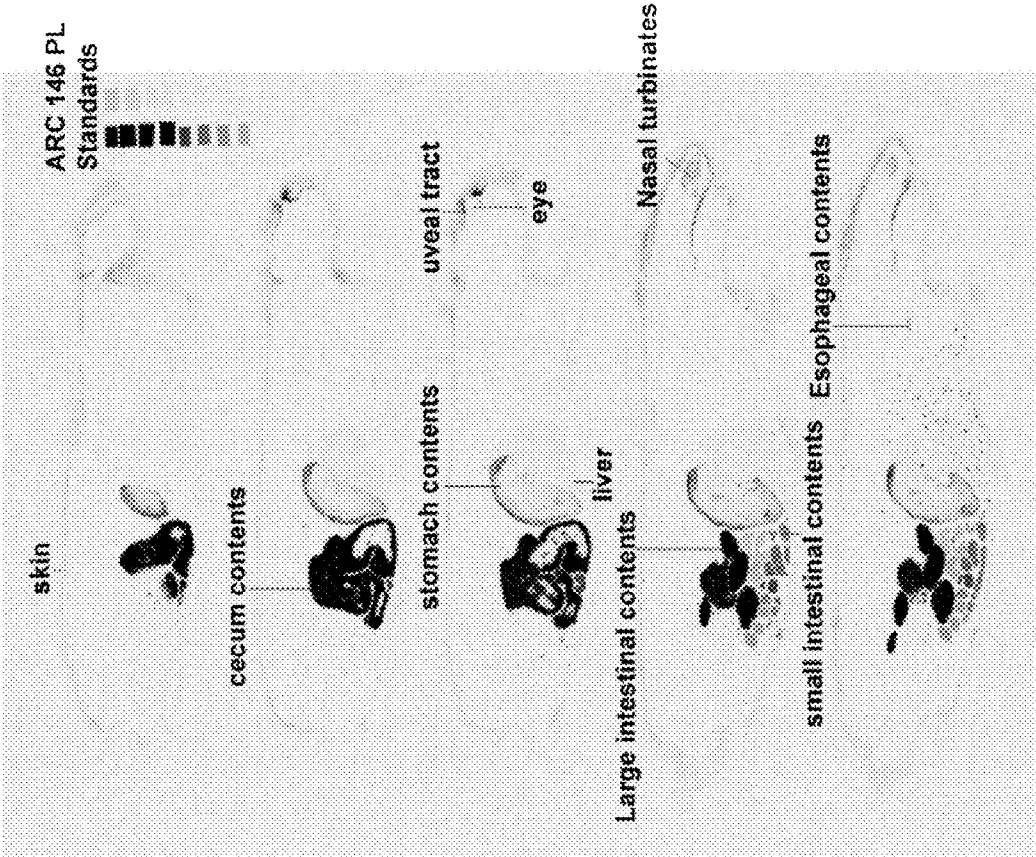 ARC 146 PL
Standards
skin
cecum contents
uveal tract
eye
stomach contents
liver
Nasal turbinates
Large intestinal contents
Esophageal contents
small intestinal contents